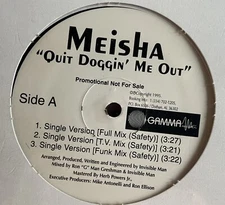 MEISHA
"QUIT DOGGIN' ME OUT"
Promotional Not For Sale
Side A
©℗Copyright 1995
GAMMA
1. Single Version [Full Mix (Safety)] (3:22)
2. Single Version [T.V. Mix (Safety)] (3:21)
3. Single Version [Funk Mix (Safety)] (3:27)
Arranged, Produced, Written and Engineered by Invisible Man
Mixed by Ron "G" Man Gresham & Invisible Man
Mastered By Herb Powers Jr.
Executive Producers: Mike Antonelli and Ron Ellison